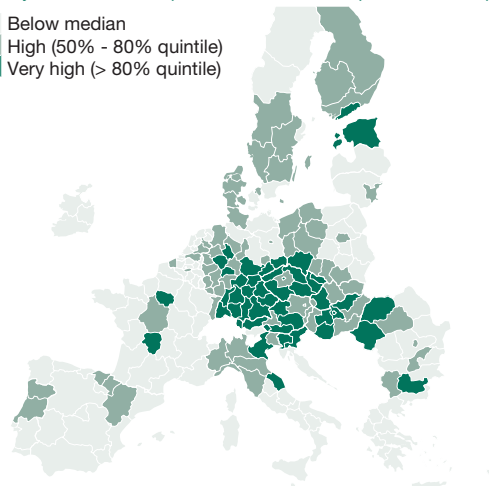 Below median
High (50% - 80% quintile)
Very high (> 80% quintile)